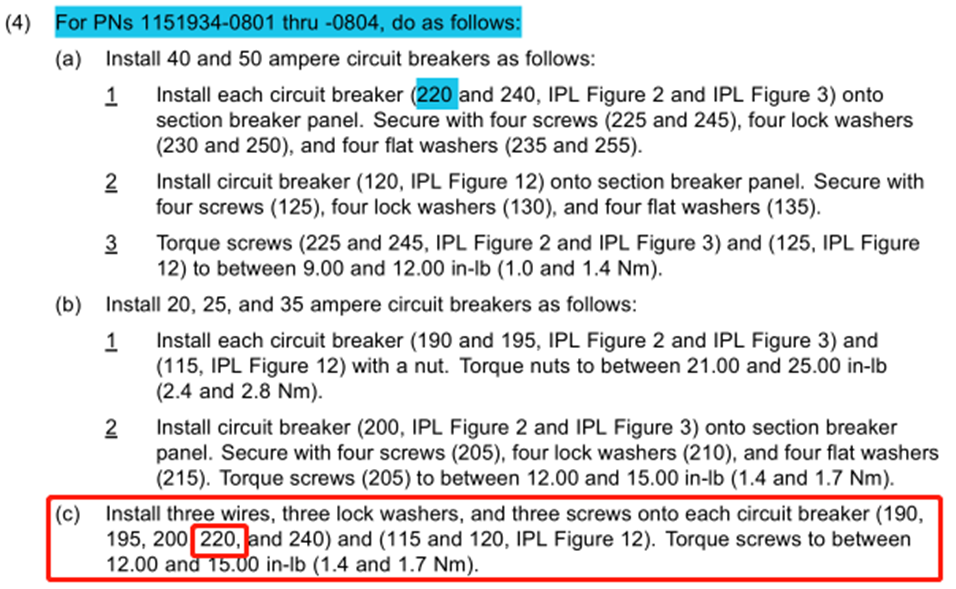 (4) For PNs 1151934-0801 thru -0804, do as follows:
(a) Install 40 and 50 ampere circuit breakers as follows:
1 Install each circuit breaker (220 and 240, IPL Figure 2 and IPL Figure 3) onto
section breaker panel. Secure with four screws (225 and 245), four lock washers
(230 and 250), and four flat washers (235 and 255).
2 Install circuit breaker (120, IPL Figure 12) onto section breaker panel. Secure with
four screws (125), four lock washers (130), and four flat washers (135).
3 Torque screws (225 and 245, IPL Figure 2 and IPL Figure 3) and (125, IPL Figure
12) to between 9.00 and 12.00 in-lb (1.0 and 1.4 Nm).
(b) Install 20, 25, and 35 ampere circuit breakers as follows:
1 Install each circuit breaker (190 and 195, IPL Figure 2 and IPL Figure 3) and
(115, IPL Figure 12) with a nut. Torque nuts to between 21.00 and 25.00 in-lb
(2.4 and 2.8 Nm).
2 Install circuit breaker (200, IPL Figure 2 and IPL Figure 3) onto section breaker
panel. Secure with four screws (205), four lock washers (210), and four flat washers
(215). Torque screws (205) to between 12.00 and 15.00 in-lb (1.4 and 1.7 Nm).
(c) Install three wires, three lock washers, and three screws onto each circuit breaker (190,
195, 200 220, and 240) and (115 and 120, IPL Figure 12). Torque screws to between
12.00 and 15.00 in-lb (1.4 and 1.7 Nm).